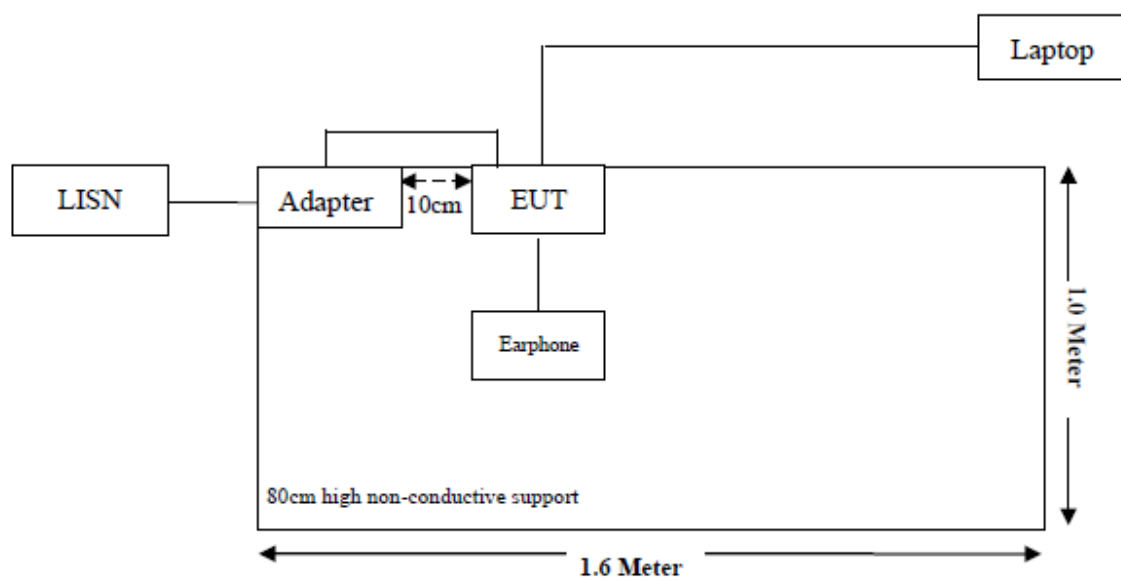 Laptop
LISN
Adapter
10cm
EUT
Earphone
1.0 Meter
80cm high non-conductive support
1.6 Meter